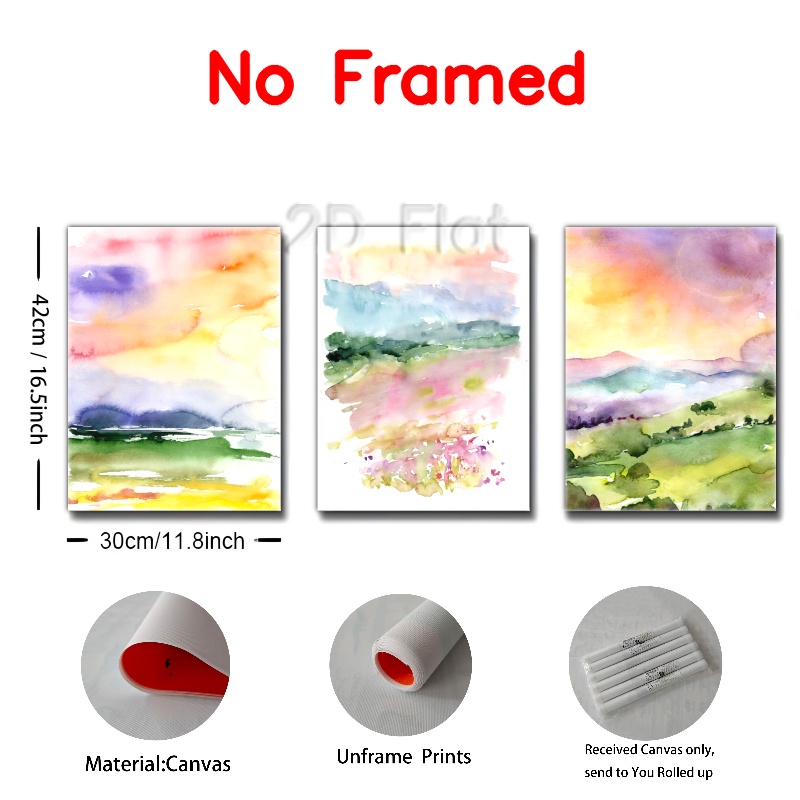 No Framed
2D Flat
42cm / 16.5inch
30cm/11.8inch
Material:Canvas
Unframe Prints
Received Canvas only,
send to You Rolled up